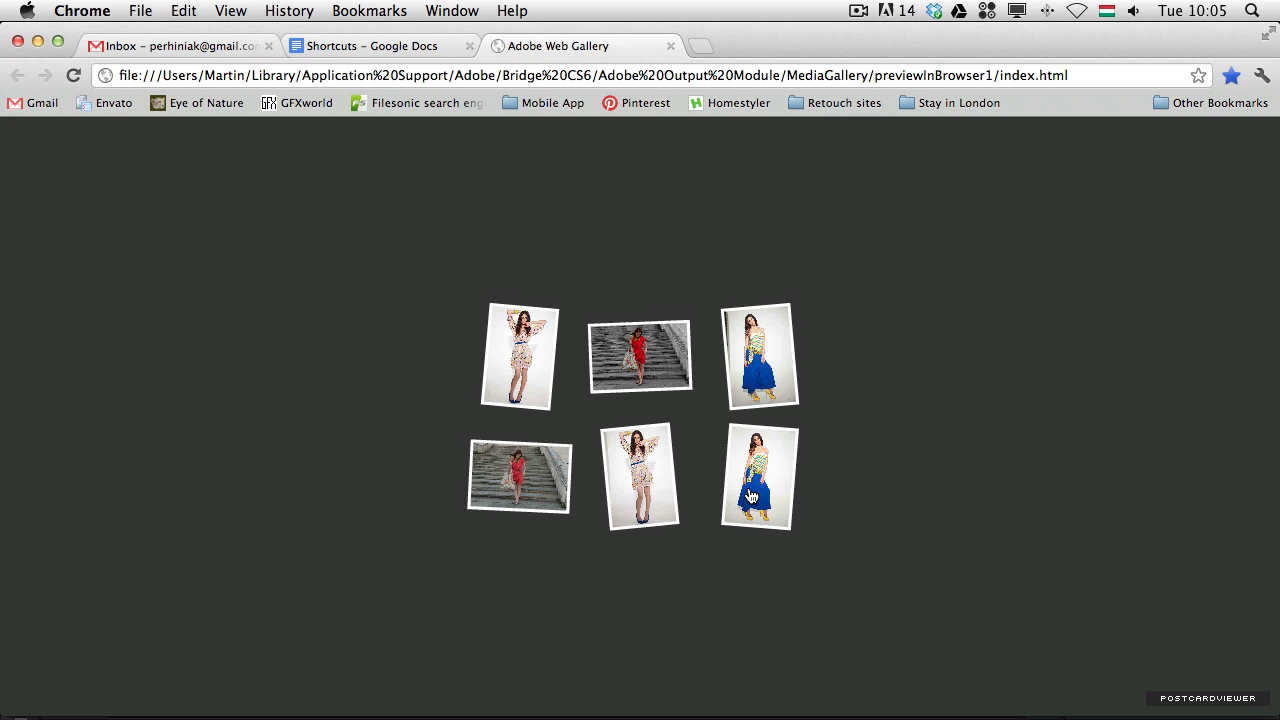 Chrome File Edit View History Bookmarks Window Help 14 Tue 10:05
Inbox – perhiniak@gmail.com Shortcuts – Google Docs Adobe Web Gallery
file:///Users/Martin/Library/Application%20Support/Adobe/Bridge%20CS6/Adobe%20Output%20Module/MediaGallery/previewInBrowser1/index.html
Gmail Envato Eye of Nature GFXworld Filesonic search eng Mobile App Pinterest Homestyler Retouch sites Stay in London Other Bookmarks
POSTCARDVIEWER